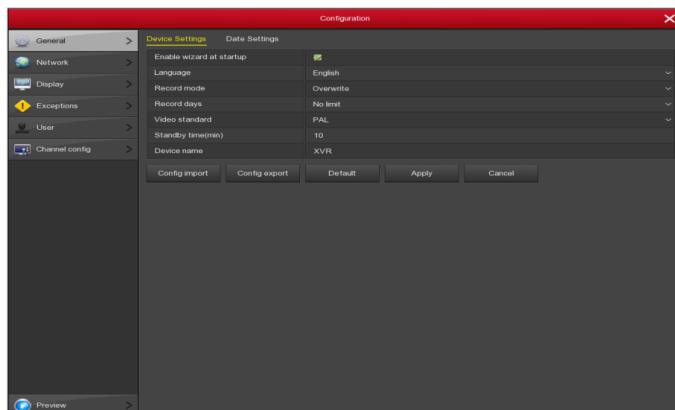 Configuration
General >
Device Settings Date Settings
Network >
Display >
Exceptions >
User >
Channel config >
Enable wizard at startup
Language English
Record mode Overwrite
Record days No limit
Video standard PAL
Standby time(min) 10
Device name XVR
Config import Config export Default Apply Cancel
Preview >